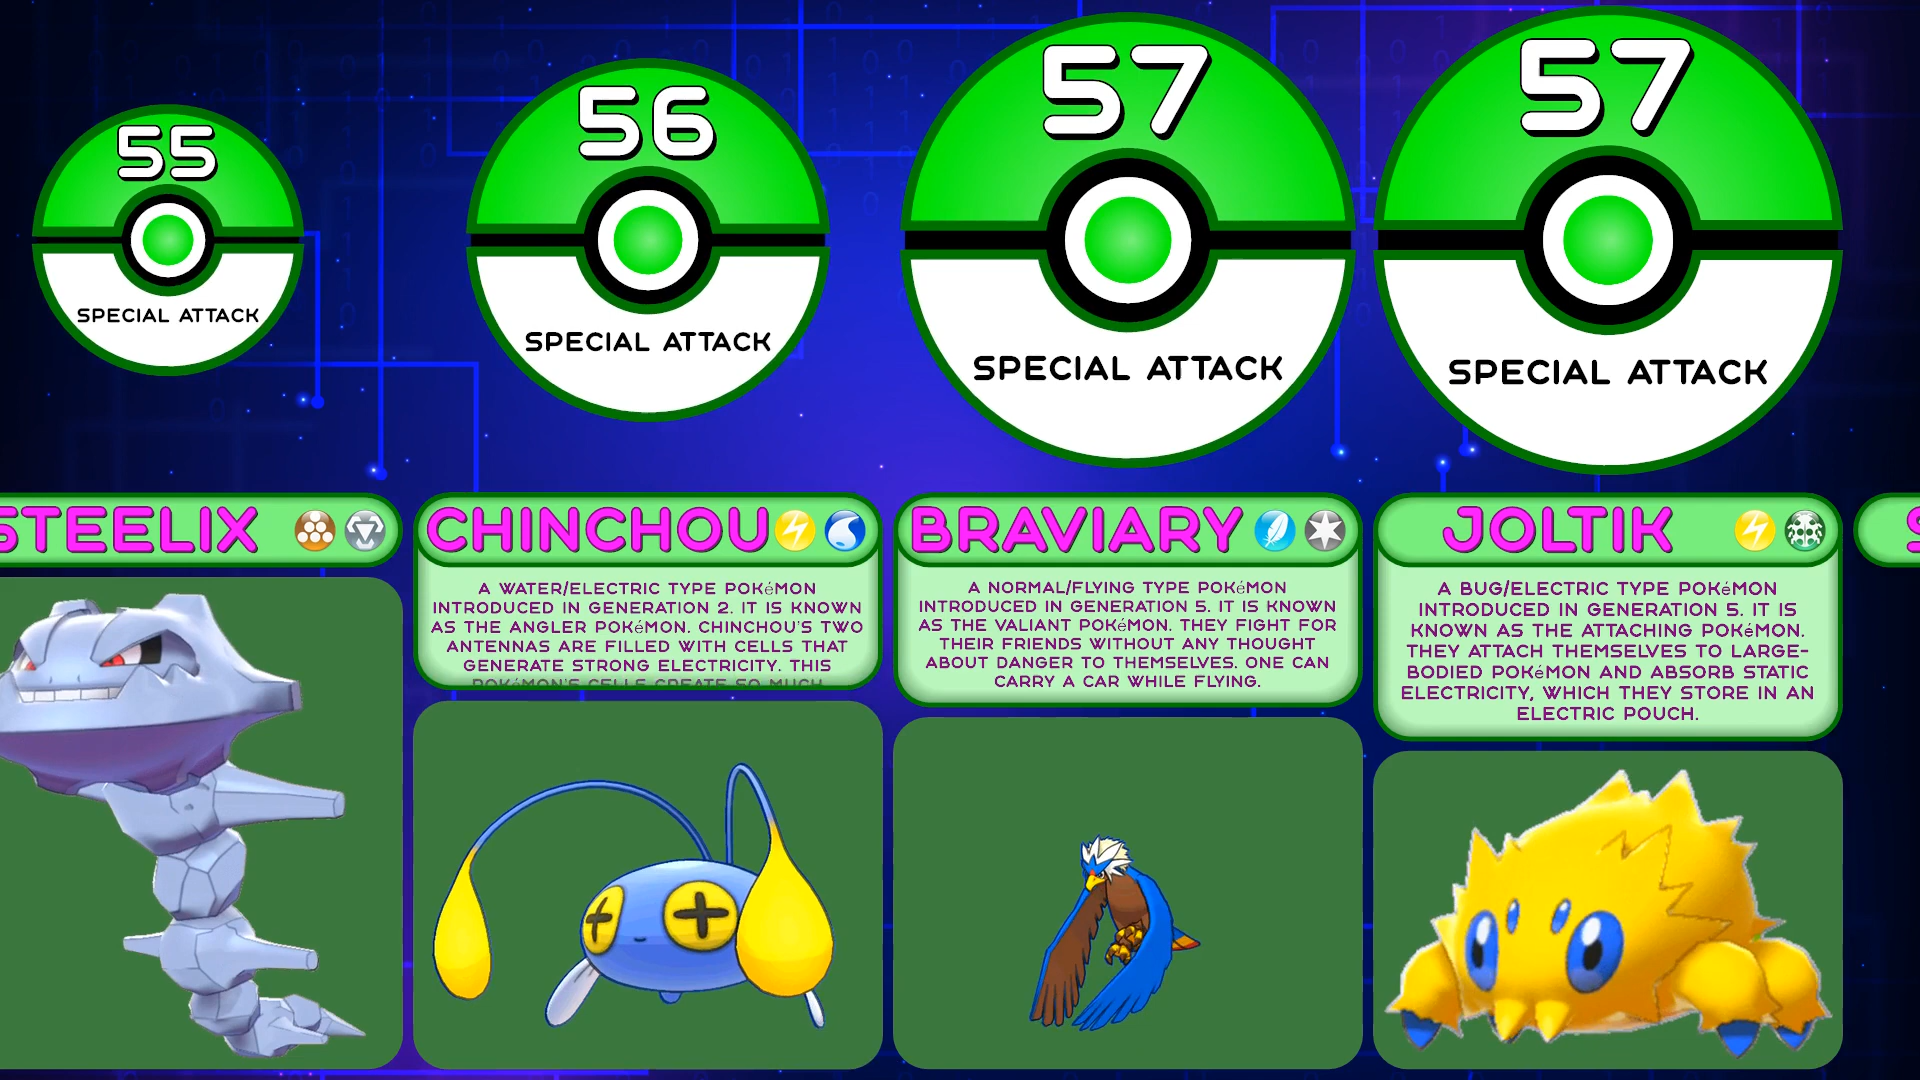 55
SPECIAL ATTACK
STEELIX
56
SPECIAL ATTACK
CHINCHOU
A WATER/ELECTRIC TYPE POKéMON
INTRODUCED IN GENERATION 2. IT IS KNOWN
AS THE ANGLER POKéMON. CHINCHOU'S TWO
ANTENNAS ARE FILLED WITH CELLS THAT
GENERATE STRONG ELECTRICITY. THIS
POKéMON'S CELLS CREATE SO MUCH
57
SPECIAL ATTACK
BRAVIARY
A NORMAL/FLYING TYPE POKéMON
INTRODUCED IN GENERATION 5. IT IS KNOWN
AS THE VALIANT POKéMON. THEY FIGHT FOR
THEIR FRIENDS WITHOUT ANY THOUGHT
ABOUT DANGER TO THEMSELVES. ONE CAN
CARRY A CAR WHILE FLYING.
57
SPECIAL ATTACK
JOLTIK
A BUG/ELECTRIC TYPE POKéMON
INTRODUCED IN GENERATION 5. IT IS
KNOWN AS THE ATTACHING POKéMON.
THEY ATTACH THEMSELVES TO LARGE-
BODIED POKéMON AND ABSORB STATIC
ELECTRICITY, WHICH THEY STORE IN AN
ELECTRIC POUCH.